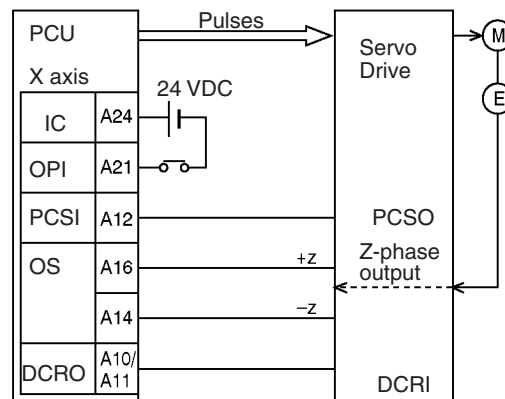 PCU
Pulses
X axis
Servo
Drive
M
E
24 VDC
IC
A24
OPI
A21
PCSI
A12
PCSO
OS
A16
+z
Z-phase
output
A14
–z
DCRO
A10/
A11
DCRI